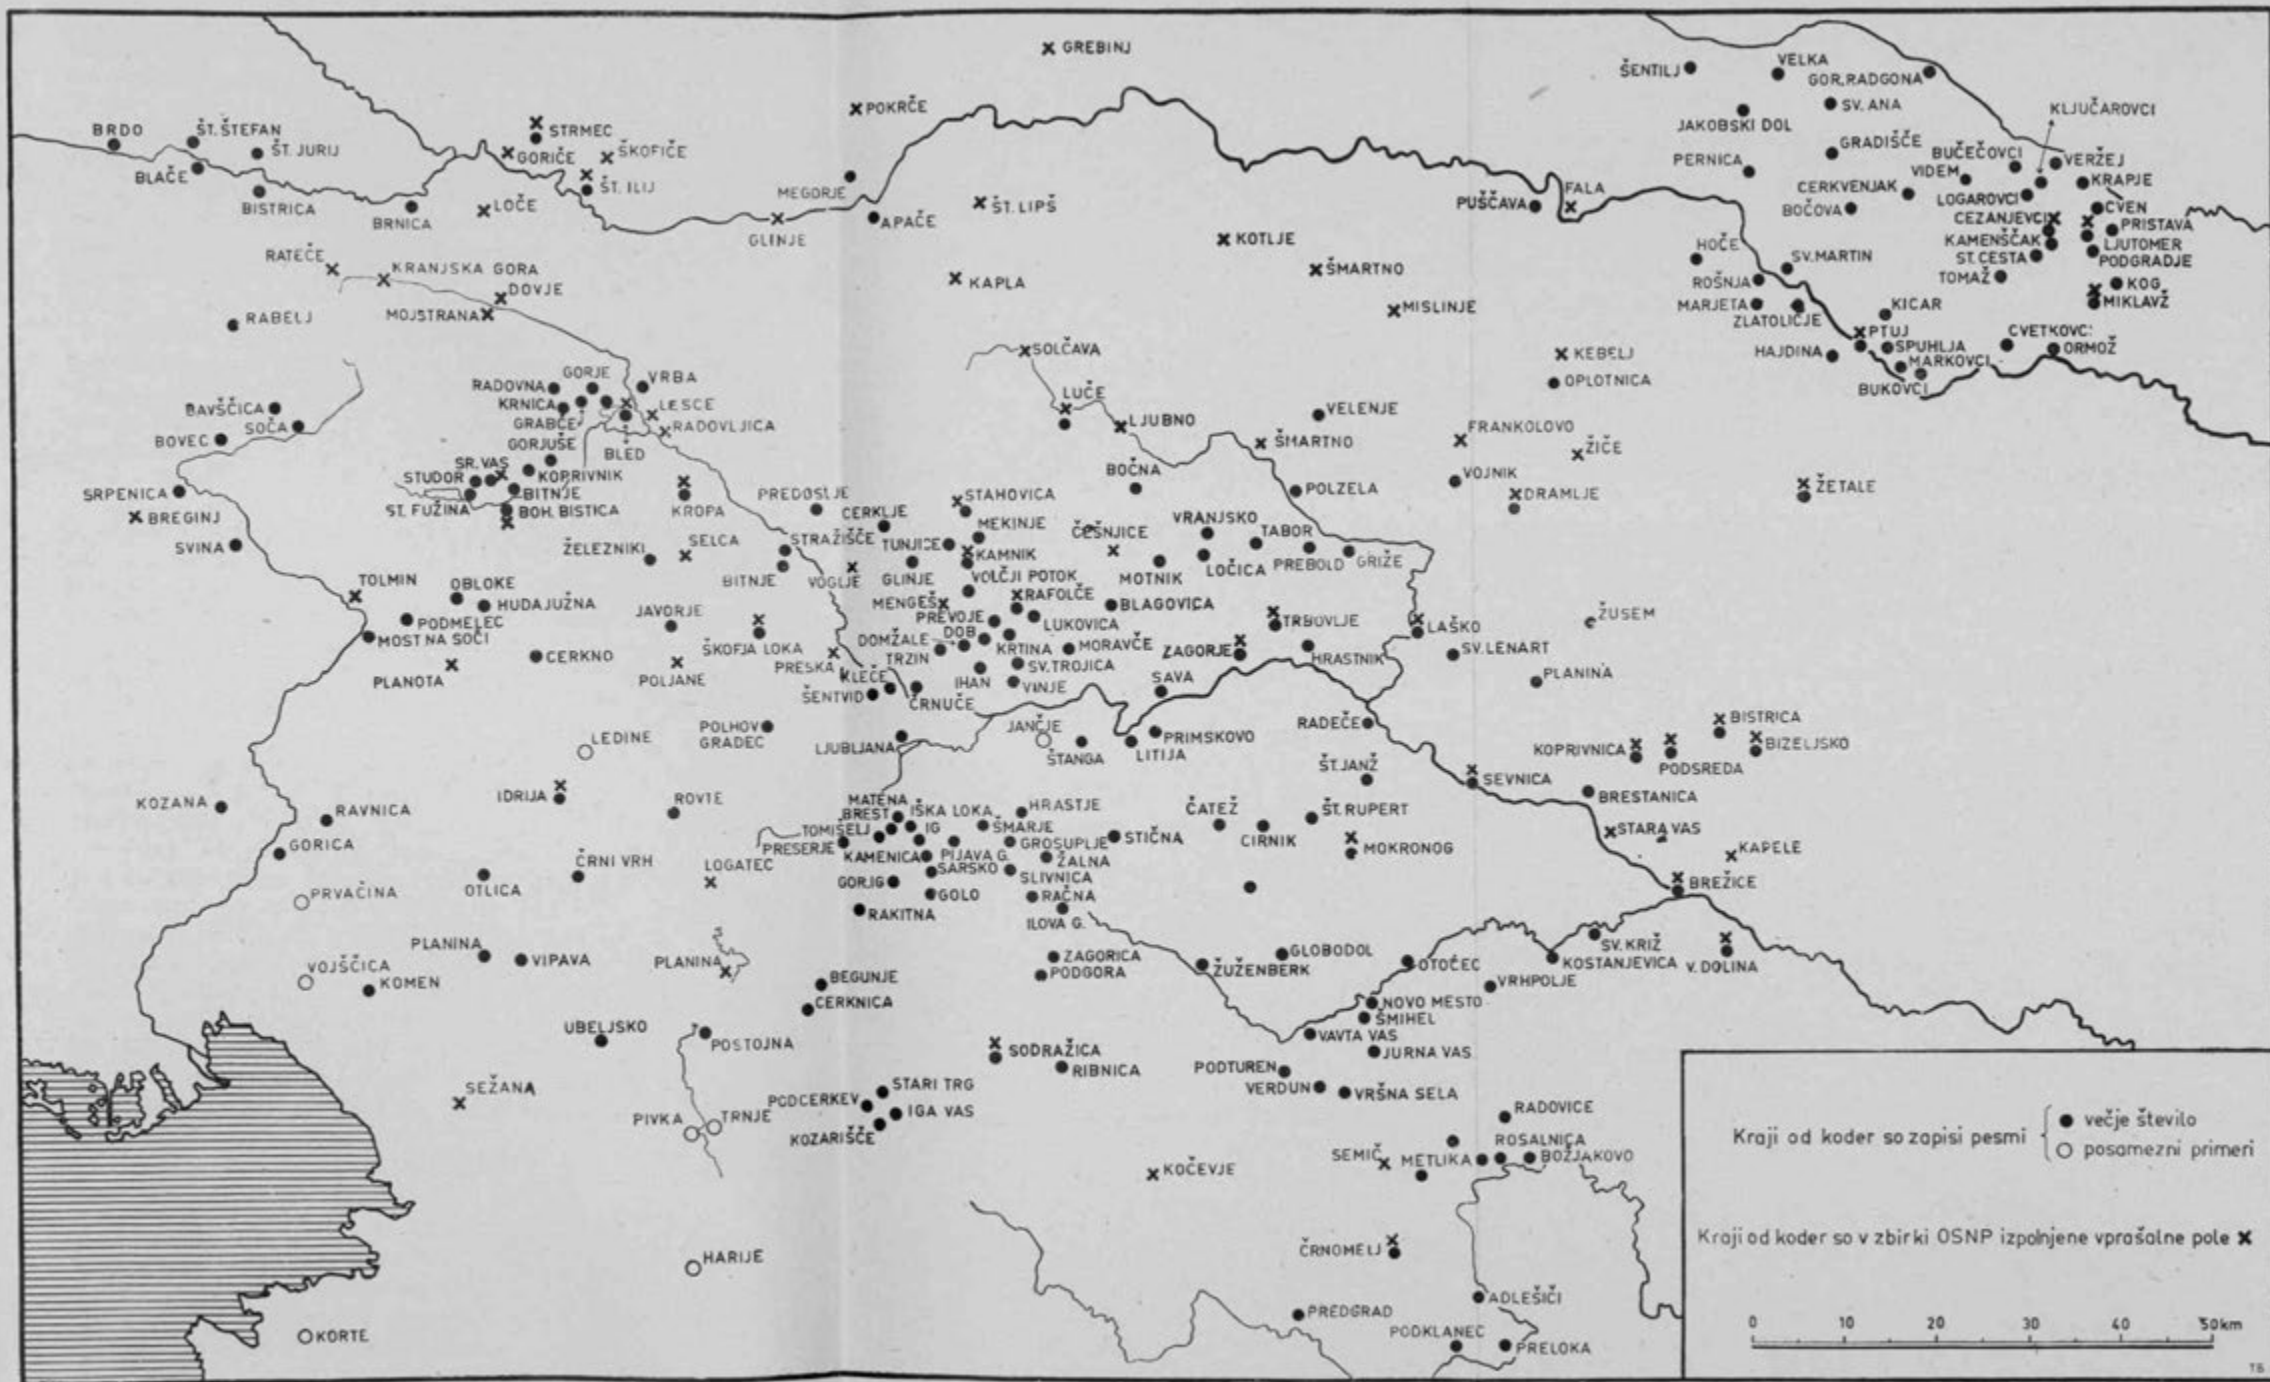 GREBINJ
POKRČE
ŠENTILJ
VELKA
GOR.RADGONA
SV. ANA
KLJUČAROVCI
JAKOBSKI DOL
GRADIŠČE
BUČEČOVCI
VERŽEJ
PERNICA
VIDEM
KRAPJE
CERKVENJAK
LOGAROVCI
BOČOVA
CVEN
CEZANJEVCI
PRISTAVA
KAMENŠČAK
LJUTOMER
ST.CESTA
PODGRADJE
TOMAŽ
KOG
MIKLAVŽ
BRDO
ŠT. ŠTEFAN
ŠT. JURIJ
STRMEC
GORIČE
ŠKOFIČE
BLAČE
ŠT. ILIJ
BISTRICA
BRNICA
LOČE
MEGORJE
APAČE
GLINJE
ŠT. LIPŠ
KOTLJE
PUŠČAVA
FALA
HOČE
SV. MARTIN
ROŠNJA
MARJETA
ZLATOLIČJE
KICAR
PTUJ
SPUHLJA
HAJDINA
MARKOVCI
BUKOVCI
ORMOŽ
RATEČE
KRANJSKA GORA
DOVJE
MOJSTRANA
RABELJ
KAPLA
ŠMARTNO
MISLINJE
SOLČAVA
KEBELJ
OPLOTNICA
RADOVNA
GORJE
VRBA
KRNICA
LESCE
GRABČE
RADOVLJICA
GORJUŠE
BLED
BAVŠČICA
SOČA
BOVEC
SR. VAS
STUDOR
KOPRIVNIK
BITNJE
ST. FUŽINA
BOH. BISTICA
SRPENICA
BREGINJ
SVINA
LUČE
LJUBNO
VELENJE
ŠMARTNO
FRANKOLOVO
ŽIČE
BOČNA
VOJNIK
DRAMLJE
ŽETALE
POLZELA
KROPA
PREDOSLJE
CERKLJE
STAHOVICA
MEKINJE
ČEŠNJICE
VRANJSKO
TABOR
ŽELEZNIKI
SELCA
STRAŽIŠČE
TUNJICE
KAMNIK
BITNJE
VOGLJE
GLINJE
VOLČJI POTOK
MOTNIK
LOČICA
PREBOLD
GRIŽE
TOLMIN
OBLOKE
HUDAJUŽNA
MENGEŠ
RAFOLČE
BLAGOVICA
PODMELEC
JAVORJE
PREVOJE
LUKOVICA
MOST NA SOČI
ŠKOFJA LOKA
DOMŽALE
DOB
KRTINA
MORAVČE
ZAGORJE
TRBOVLJE
LAŠKO
ŽUSEM
CERKNO
POLJANE
PRESKA
TRZIN
SV. TROJICA
HRASTNIK
SV. LENART
PLANOTA
KLEČE
IHAN
VINJE
SAVA
PLANINA
ŠENTVID
ČRNUČE
LEDINE
POLHOV
GRADEC
LJUBLJANA
JANČJE
ŠTANGA
LITIJA
PRIMSKOVO
RADEČE
BISTRICA
KOPRIVNICA
PODSREDA
BIZELJSKO
ŠT. JANŽ
SEVNICA
BRESTANICA
KOZANA
RAVNICA
IDRIJA
ROVTE
MATENA
BREST
IŠKA LOKA
HRASTJE
ČATEŽ
ŠT. RUPERT
TOMIŠELJ
IG
ŠMARJE
STIČNA
CIRNIK
STARA VAS
GORICA
PRESERJE
KAMENICA
PIJAVA G.
GROSUPLJE
MOKRONOG
KAPELE
ČRNI VRH
LOGATEC
SARSKO
ŽALNA
OTLICA
GOR.IG
SLIVNICA
BREŽICE
PRVAČINA
RAKITNA
GOLO
RAČNA
ILOVA G.
PLANINA
VIPAVA
PLANINA
BEGUNJE
ZAGORICA
GLOBODOL
SV. KRIŽ
VOJŠČICA
PODGORA
ŽUŽENBERK
OTOČEC
KOSTANJEVICA
V. DOLINA
KOMEN
CERKNICA
VRHPOLJE
NOVO MESTO
ŠMIHEL
UBELJSKO
POSTOJNA
VAVTA VAS
SODRAŽICA
JURNA VAS
RIBNICA
PODTUREN
SEŽANA
STARI TRG
VERDUN
VRŠNA SELA
PODCERKEV
IGA VAS
RADOVICE
PIVKA
TRNJE
KOZARIŠČE
ROSALNICA
SEMIČ
METLIKA
BOŽJAKOVO
KOČEVJE
HARIJE
ČRNOMELJ
ADLEŠIČI
KORTE
PREDGRAD
PODKLANEC
PRELOKA
Kraji od koder so zapisi pesmi
večje število
posamezni primeri
Kraji od koder so v zbirki OSNP izpolnjene vprašalne pole
0 10 20 30 40 50km